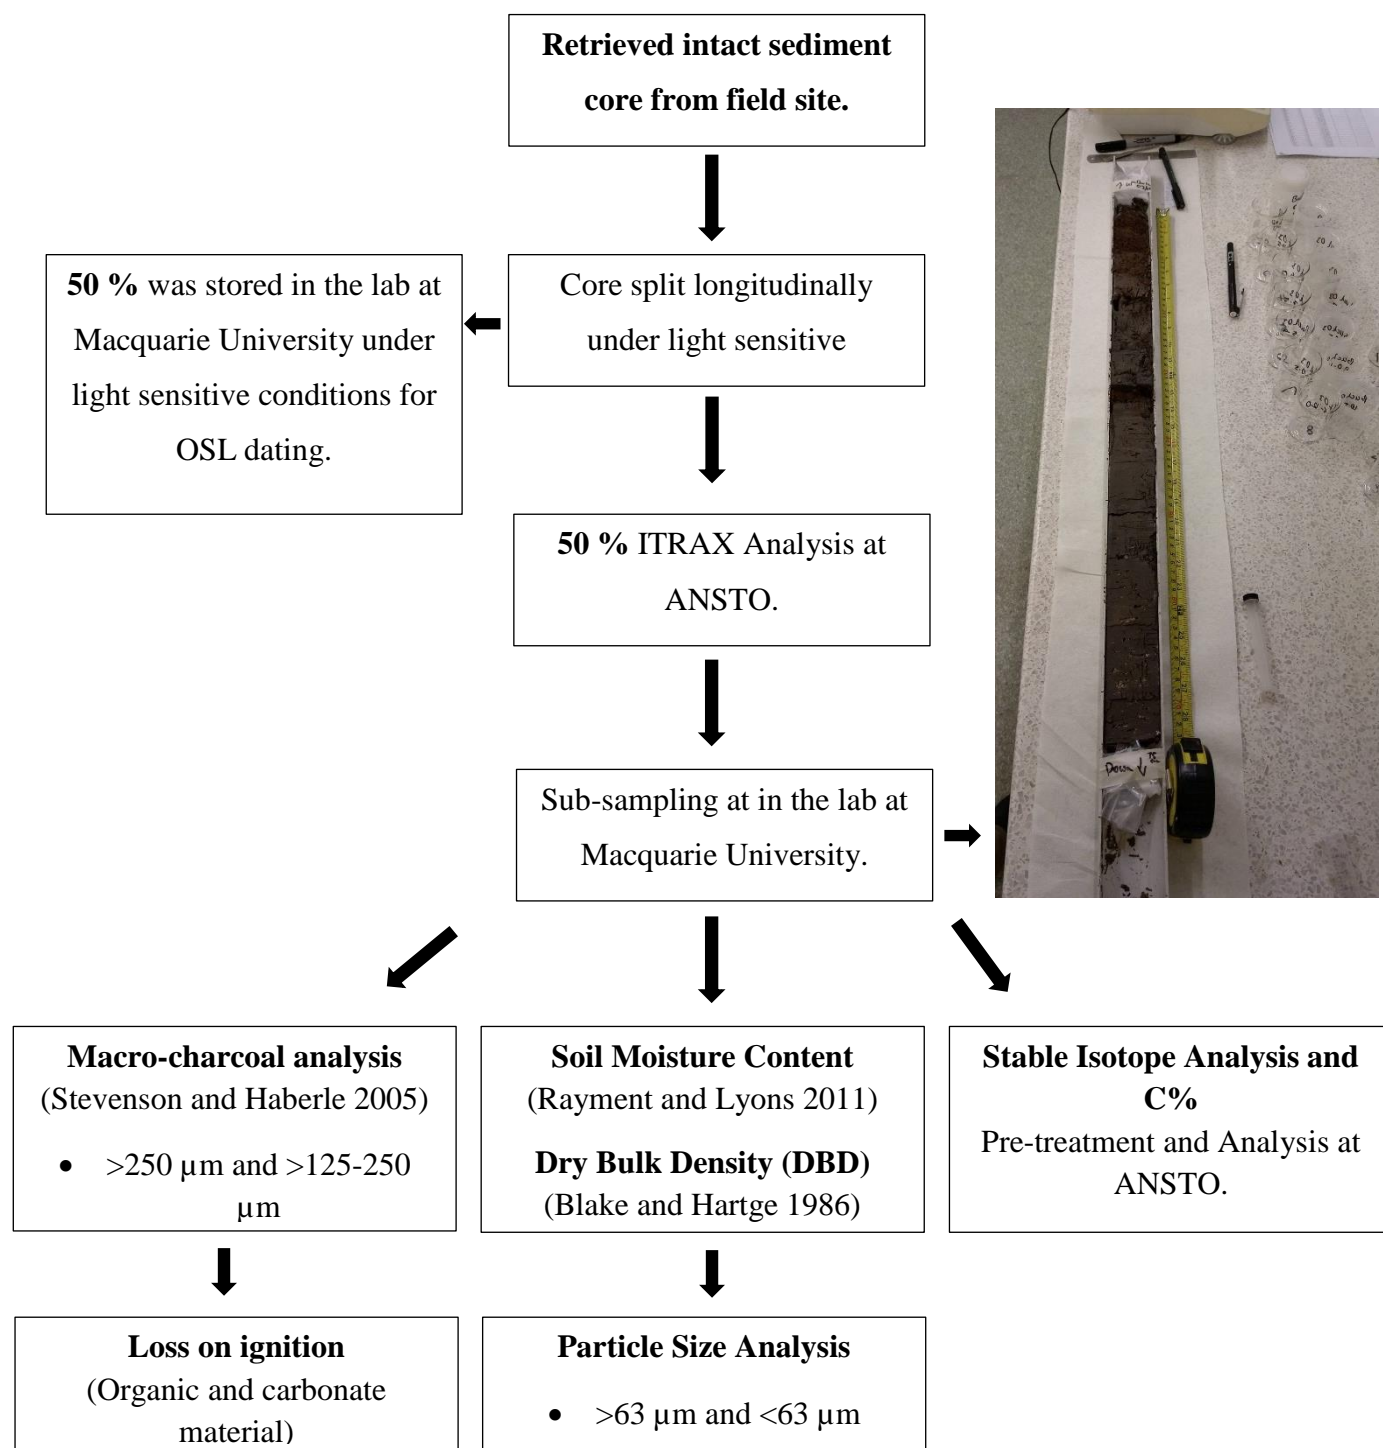 Retrieved intact sediment
core from field site.
50 % was stored in the lab at
Macquarie University under
light sensitive conditions for
OSL dating.
Core split longitudinally
under light sensitive
50 % ITRAX Analysis at
ANSTO.
Sub-sampling at in the lab at
Macquarie University.
Down ↓
Macro-charcoal analysis
(Stevenson and Haberle 2005)
• >250 µm and >125-250
µm
Soil Moisture Content
(Rayment and Lyons 2011)
Dry Bulk Density (DBD)
(Blake and Hartge 1986)
Stable Isotope Analysis and
C%
Pre-treatment and Analysis at
ANSTO.
Loss on ignition
(Organic and carbonate
material)
Particle Size Analysis
• >63 µm and <63 µm